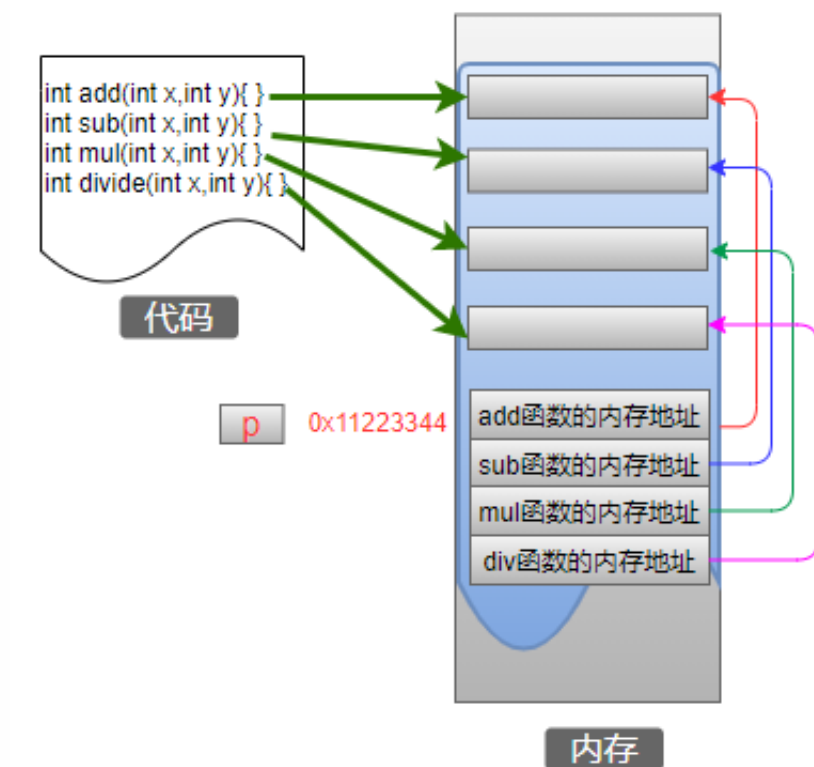 int add(int x,int y){ }
int sub(int x,int y){ }
int mul(int x,int y){ }
int divide(int x,int y){ }
代码
p
0x11223344
add函数的内存地址
sub函数的内存地址
mul函数的内存地址
div函数的内存地址
内存